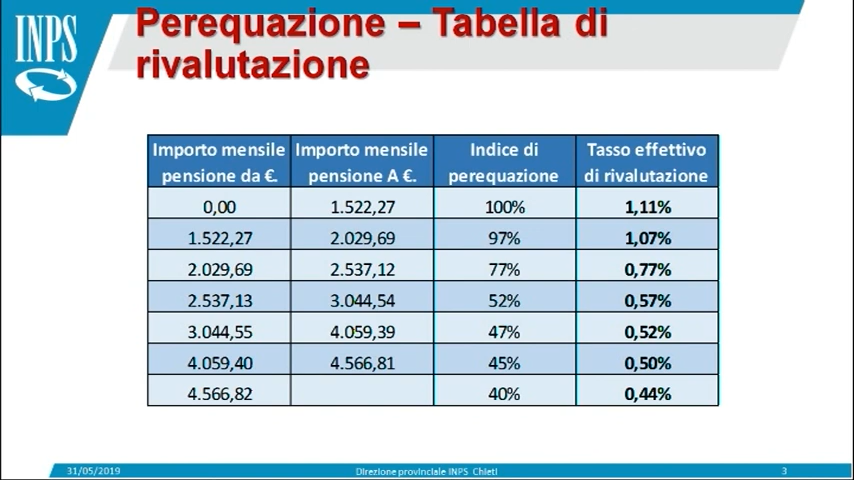 INPS
Perequazione – Tabella di
rivalutazione
Importo mensile pensione da €. Importo mensile pensione A €. Indice di perequazione Tasso effettivo di rivalutazione
0,00 1.522,27 100% 1,11%
1.522,27 2.029,69 97% 1,07%
2.029,69 2.537,12 77% 0,77%
2.537,13 3.044,54 52% 0,57%
3.044,55 4.059,39 47% 0,52%
4.059,40 4.566,81 45% 0,50%
4.566,82 40% 0,44%
31/05/2019 Direzione provinciale INPS Chieti 3